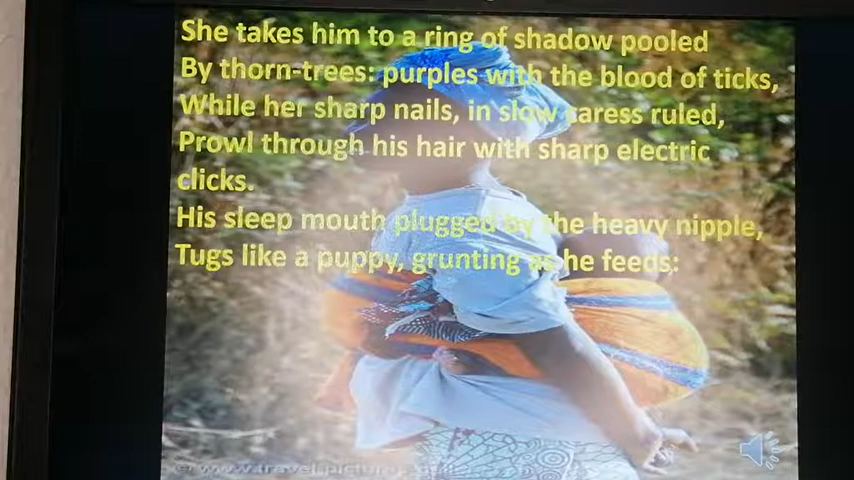 She takes him to a ring of shadow pooled
By thorn-trees: purples with the blood of ticks,
While her sharp nails, in slow caress ruled,
Prowl through his hair with sharp electric
clicks.
His sleep mouth plugged by the heavy nipple,
Tugs like a puppy, grunting as he feeds: